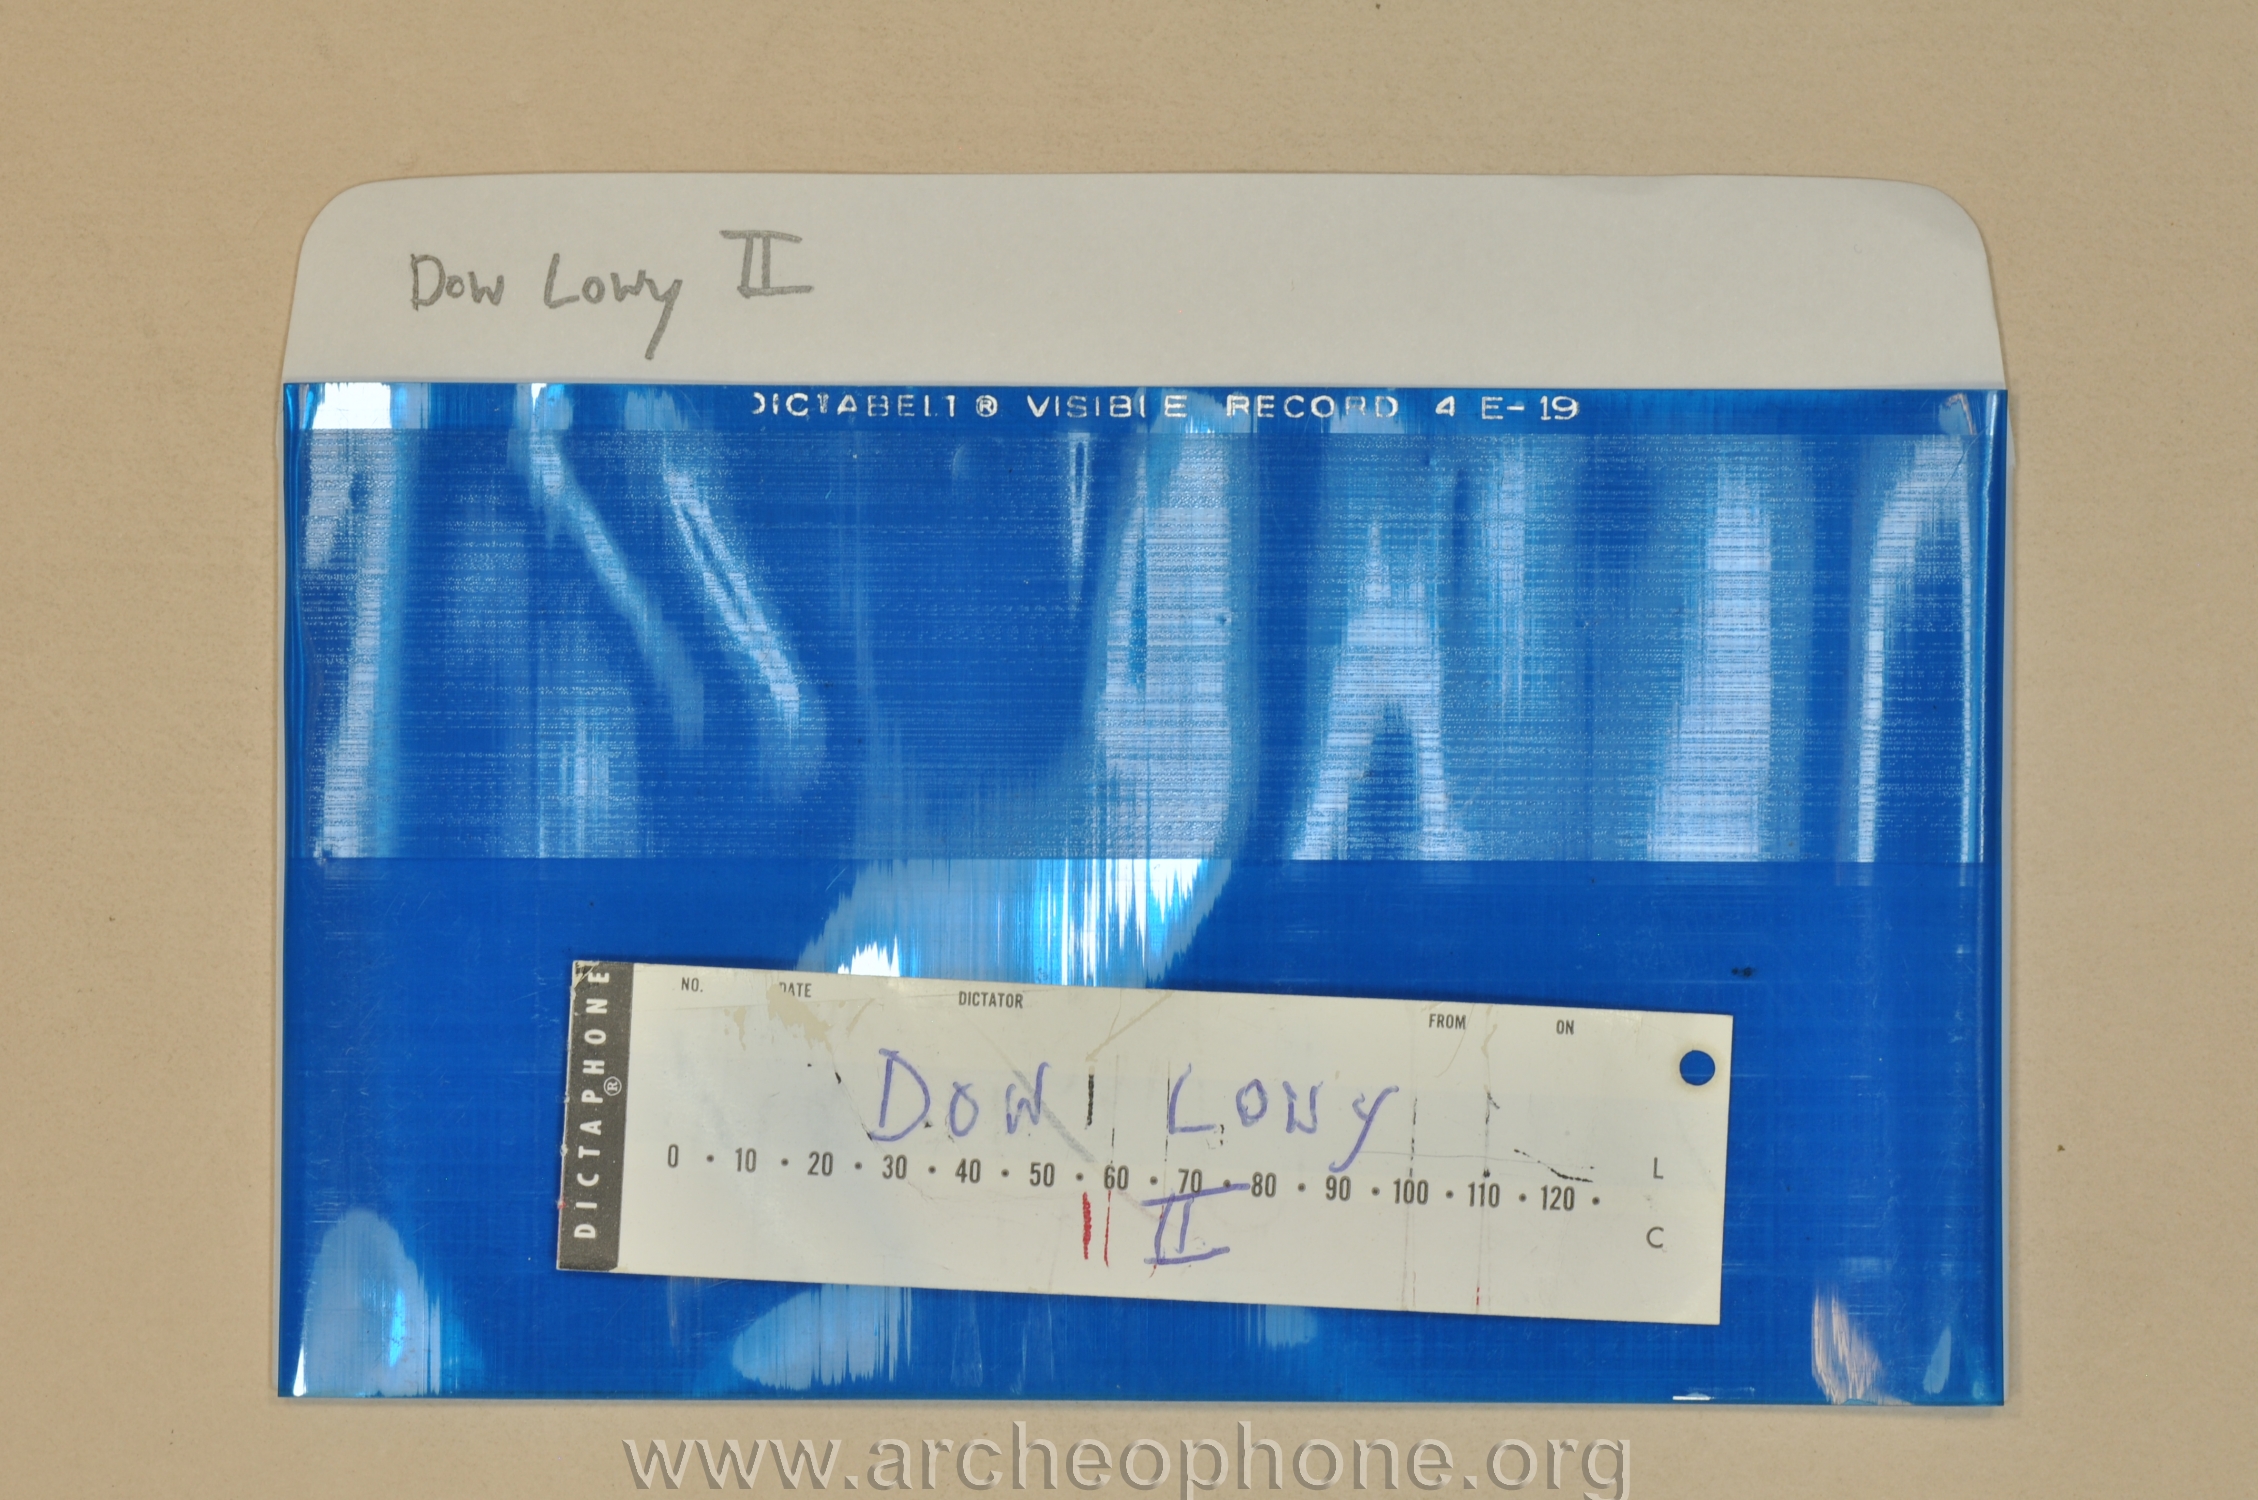 Dow Lowy II
DICTABELT® VISIBLE RECORD 4 E-19
DICTAPHONE®
NO. DATE DICTATOR FROM ON
DOW LOWY
0 • 10 • 20 • 30 • 40 • 50 • 60 • 70 • 80 • 90 • 100 • 110 • 120 • L
II
C
www.archeophone.org